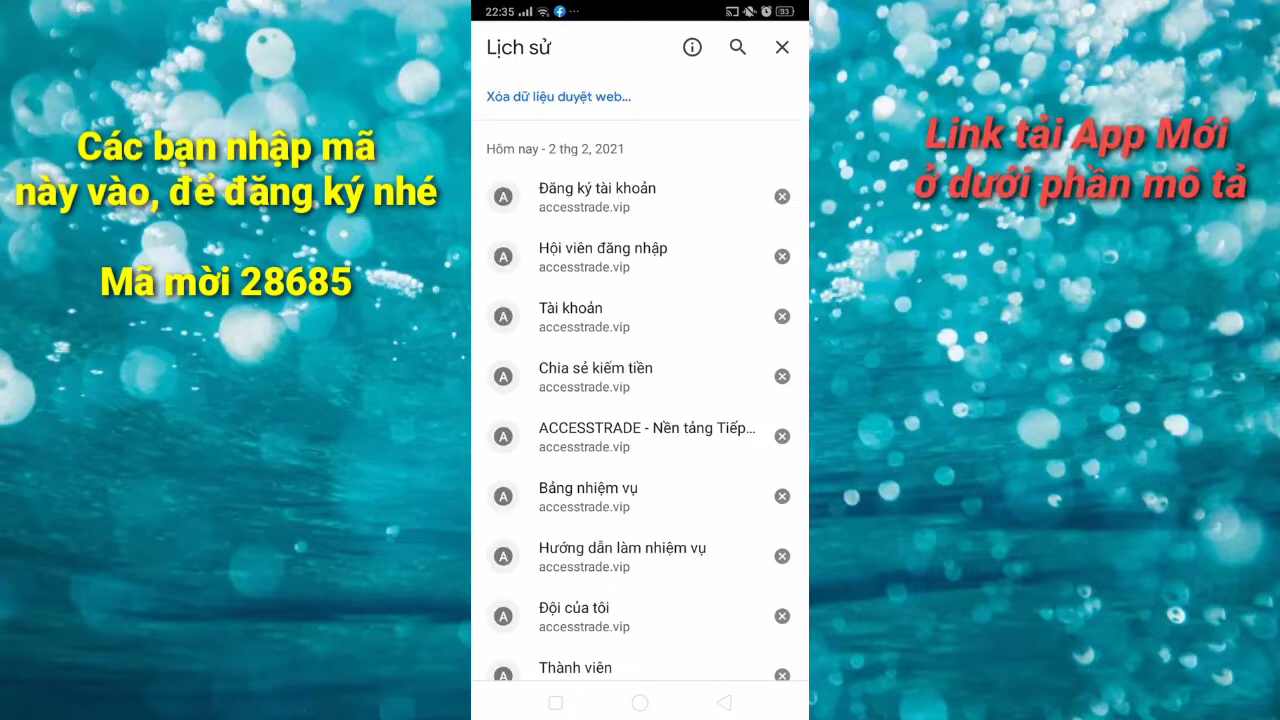 Các bạn nhập mã
này vào, để đăng ký nhé
Mã mời 28685
22:35
33
Lịch sử
Xóa dữ liệu duyệt web...
Hôm nay - 2 thg 2, 2021
A
Đăng ký tài khoản
accesstrade.vip
A
Hội viên đăng nhập
accesstrade.vip
A
Tài khoản
accesstrade.vip
A
Chia sẻ kiếm tiền
accesstrade.vip
A
ACCESSTRADE - Nền tảng Tiếp...
accesstrade.vip
A
Bảng nhiệm vụ
accesstrade.vip
A
Hướng dẫn làm nhiệm vụ
accesstrade.vip
A
Đội của tôi
accesstrade.vip
A
Thành viên
Link tải App Mới
ở dưới phần mô tả